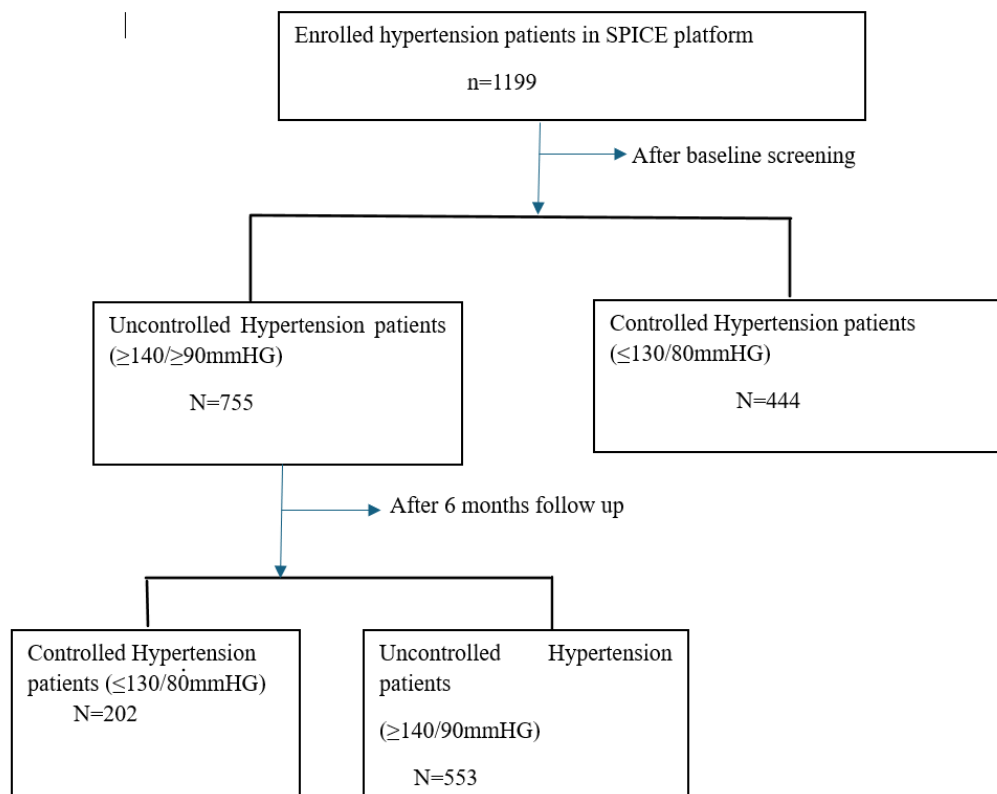 Enrolled hypertension patients in SPICE platform
n=1199
After baseline screening
Uncontrolled Hypertension patients
(≥140/≥90mmHG)
N=755
Controlled Hypertension patients
(≤130/80mmHG)
N=444
After 6 months follow up
Controlled Hypertension
patients (≤130/80mmHG)
N=202
Uncontrolled Hypertension
patients
(≥140/90mmHG)
N=553